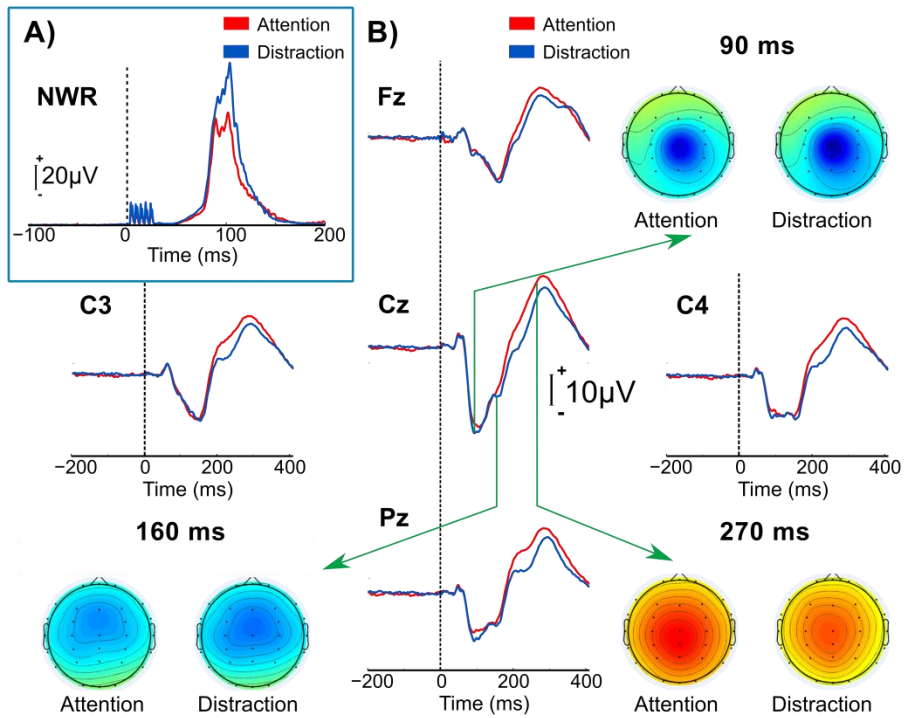 A)
Attention
Distraction
NWR
+
20µV
-
−100
0
100
200
Time (ms)
B)
Attention
Distraction
Fz
90 ms
Attention
Distraction
C3
−200
0
200
400
Time (ms)
Cz
+
10µV
-
C4
−200
0
200
400
Time (ms)
160 ms
Attention
Distraction
Pz
−200
0
200
400
Time (ms)
270 ms
Attention
Distraction